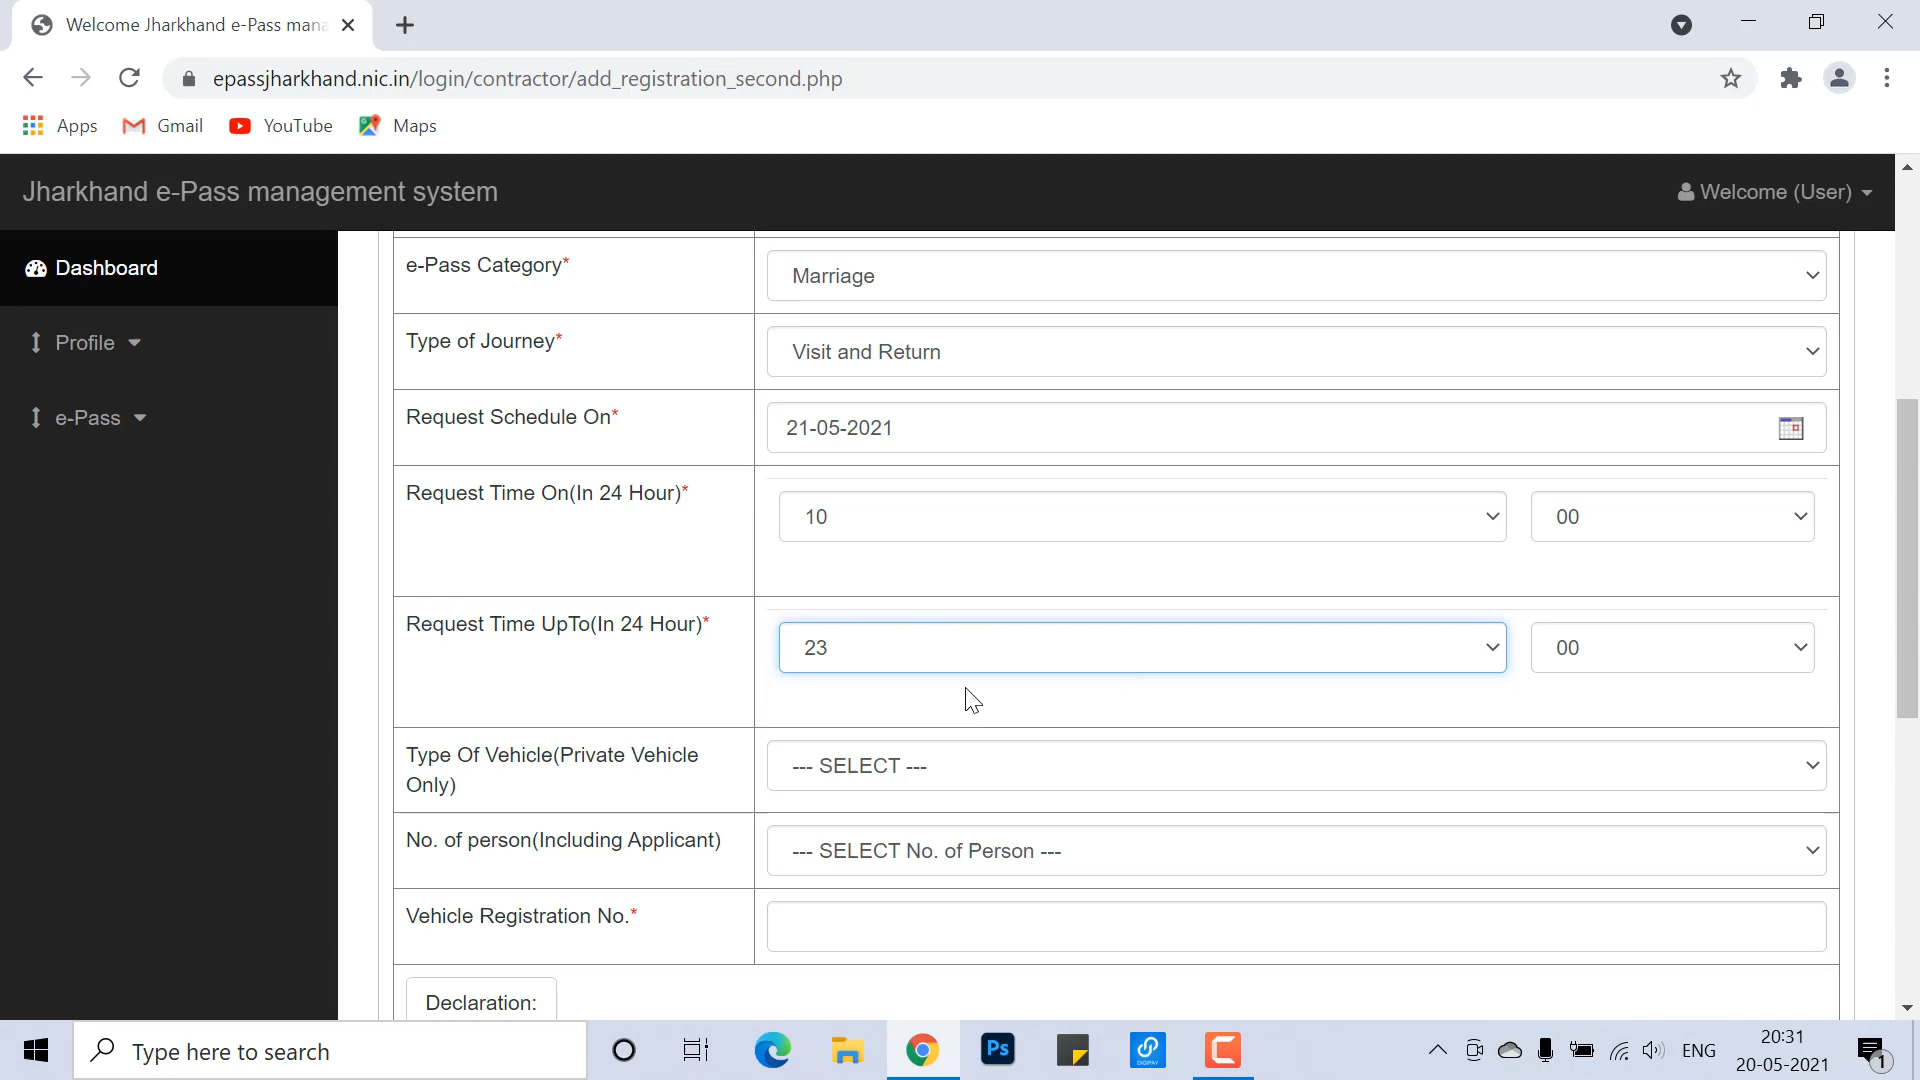 Welcome Jharkhand e-Pass mana
epassjharkhand.nic.in/login/contractor/add_registration_second.php
Apps Gmail YouTube Maps
Jharkhand e-Pass management system
Welcome (User)
Dashboard
Profile
e-Pass
e-Pass Category*
Marriage
Type of Journey*
Visit and Return
Request Schedule On*
21-05-2021
Request Time On(In 24 Hour)*
10
00
Request Time UpTo(In 24 Hour)*
23
00
Type Of Vehicle(Private Vehicle
Only)
--- SELECT ---
No. of person(Including Applicant)
--- SELECT No. of Person ---
Vehicle Registration No.*
Declaration:
Type here to search
Ps
ENG
20:31
20-05-2021
1